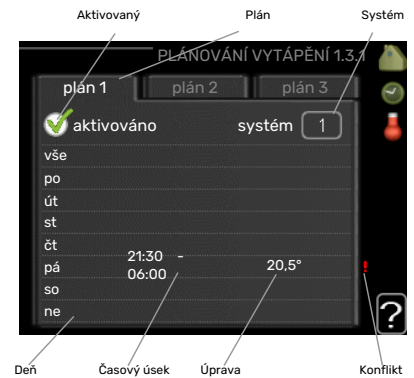 Aktivovaný Plán Systém
PLÁNOVÁNÍ VYTÁPĚNÍ 1.3.1
plán 1 plán 2 plán 3
aktivováno systém 1
vše
po
út
st
čt
pá 21:30 - 06:00 20,5° !
so
ne
?
Deň Časový úsek Úprava Konflikt